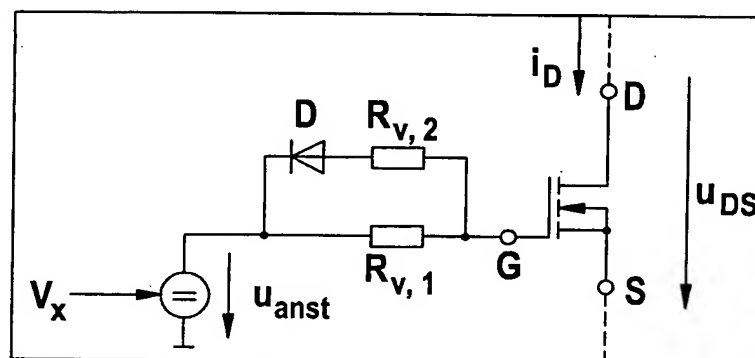 i_D
D
D
R_v, 2
u_DS
G
R_v, 1
V_x
=
u_anst
S